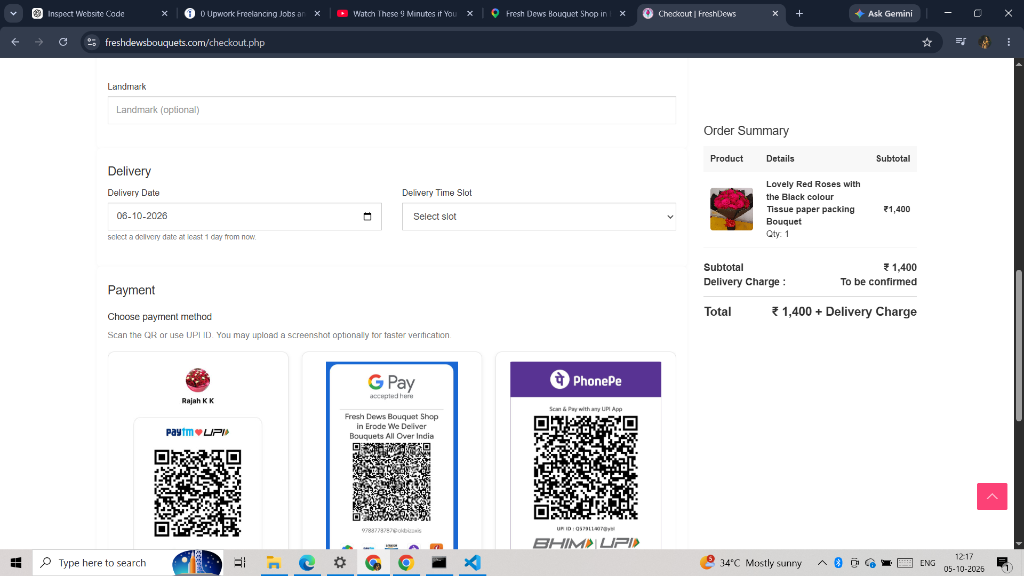 Inspect Website Code
0 Upwork Freelancing Jobs an
Watch These 9 Minutes if You
Fresh Dews Bouquet Shop in
Checkout | FreshDews
Ask Gemini
freshdewsbouquets.com/checkout.php
Landmark
Landmark (optional)
Delivery
Delivery Date
Delivery Time Slot
06-10-2026
Select slot
select a delivery date at least 1 day from now.
Payment
Choose payment method
Scan the QR or use UPI ID. You may upload a screenshot optionally for faster verification.
Rajah K K
paytm UPI
G Pay
accepted here
Fresh Dews Bouquet Shop
in Erode We Deliver
Bouquets All Over India
PhonePe
Scan & Pay with any UPI App
UPI ID : Q57911407@ybl
BHIM UPI
Order Summary
Product
Details
Subtotal
Lovely Red Roses with
the Black colour
Tissue paper packing
Bouquet
Qty: 1
₹1,400
Subtotal
₹ 1,400
Delivery Charge :
To be confirmed
Total
₹ 1,400 + Delivery Charge
Type here to search
34°C Mostly sunny
ENG
12:17
05-10-2026